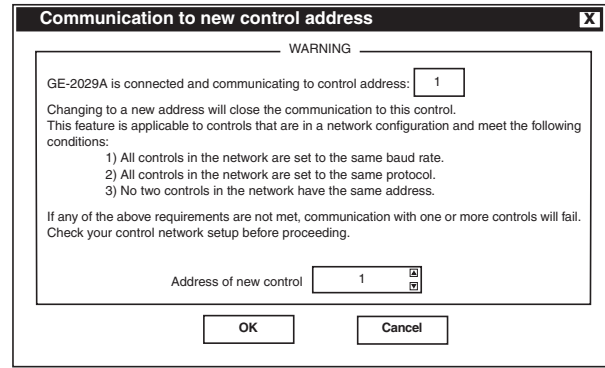 Communication to new control address
X
WARNING
GE-2029A is connected and communicating to control address: 1
Changing to a new address will close the communication to this control.
This feature is applicable to controls that are in a network configuration and meet the following
conditions:
1) All controls in the network are set to the same baud rate.
2) All controls in the network are set to the same protocol.
3) No two controls in the network have the same address.
If any of the above requirements are not met, communication with one or more controls will fail.
Check your control network setup before proceeding.
Address of new control 1
OK Cancel